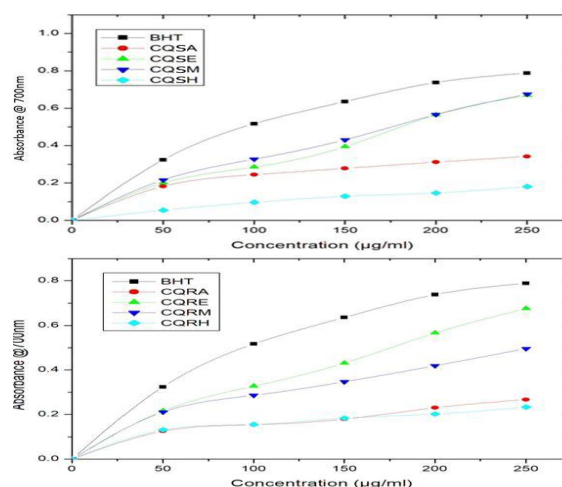 1.0
0.8
0.6
0.4
0.2
0.0
Absorbance @ 700nm
BHT
CQSA
CQSE
CQSM
CQSH
0 50 100 150 200 250
Concentration (µg/ml)
0.8
0.6
0.4
0.2
0.0
Absorbance @700nm
BHT
CQRA
CQRE
CQRM
CQRH
0 50 100 150 200 250
Concentration (µg/ml)